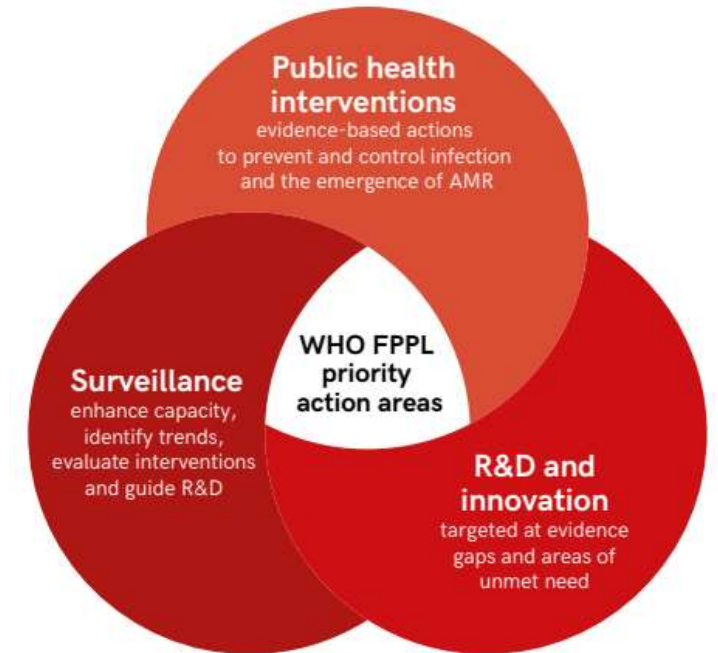 Public health
interventions
evidence-based actions
to prevent and control infection
and the emergence of AMR
WHO FPPL
priority
action areas
Surveillance
enhance capacity,
identify trends,
evaluate interventions
and guide R&D
R&D and
innovation
targeted at evidence
gaps and areas of
unmet need